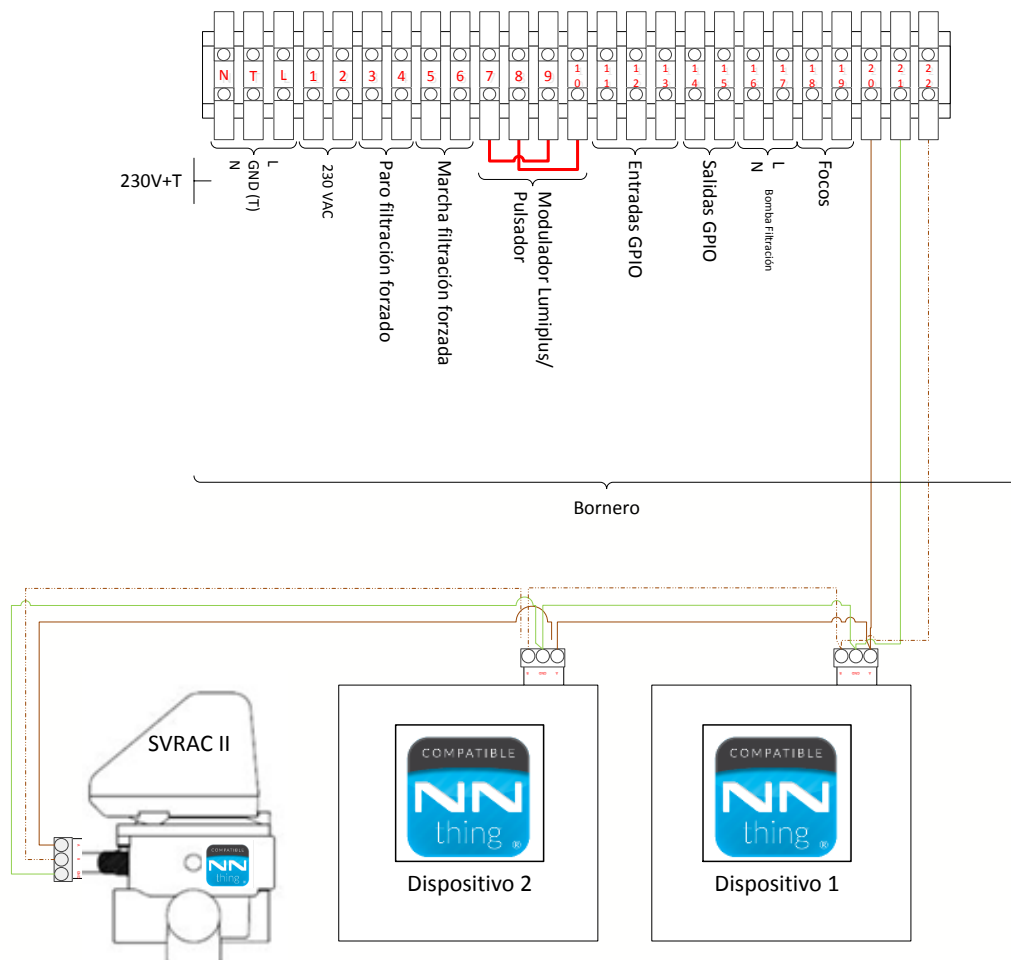 N T L 1 2 3 4 5 6 7 8 9 10 11 12 13 14 15 16 17 18 19 20 21 22
230V+T
N
GND (T)
L
230 VAC
Paro filtración forzado
Marcha filtración forzada
Modulador Lumiplus/
Pulsador
Entradas GPIO
Salidas GPIO
L
N
Bomba Filtración
Focos
Bornero
SVRAC II
COMPATIBLE
NN
thing ®
COMPATIBLE
NN
thing ®
COMPATIBLE
NN
thing
Dispositivo 2
Dispositivo 1